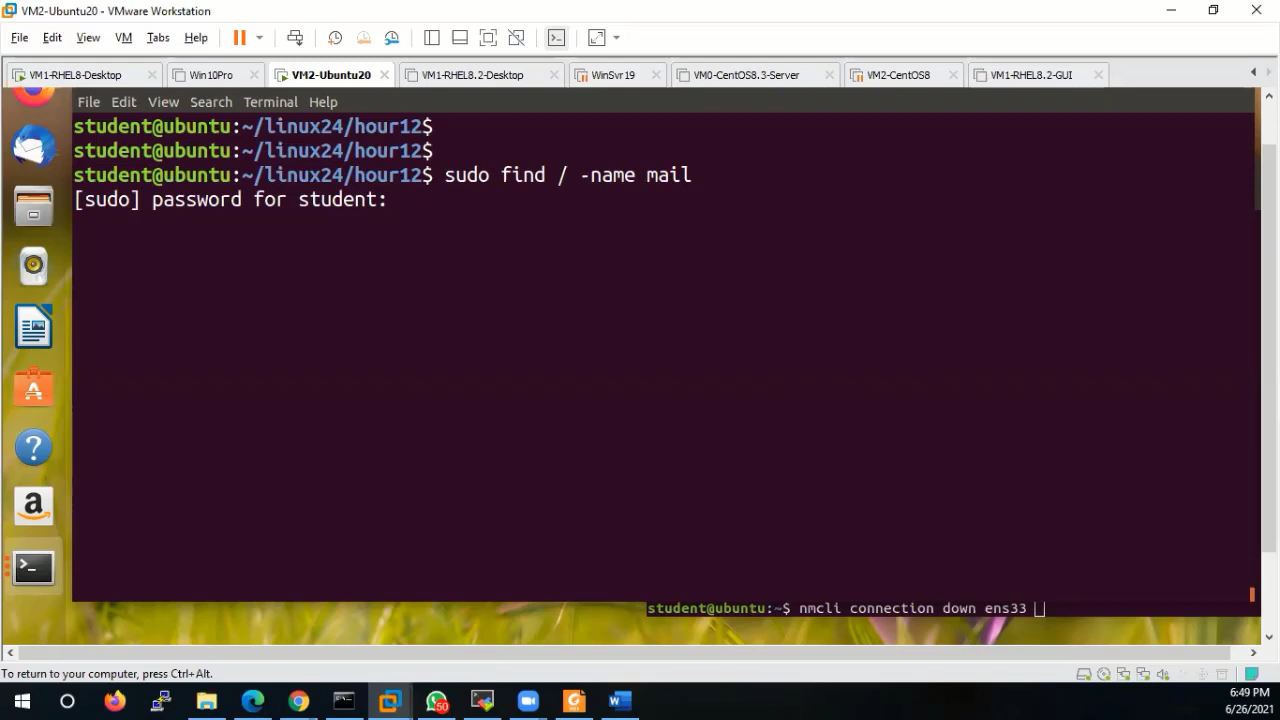 VM2-Ubuntu20 - VMware Workstation
File Edit View VM Tabs Help
VM1-RHEL8-Desktop Win10Pro VM2-Ubuntu20 VM1-RHEL8.2-Desktop WinSvr19 VM0-CentOS8.3-Server VM2-CentOS8 VM1-RHEL8.2-GUI
File Edit View Search Terminal Help
student@ubuntu:~/linux24/hour12$
student@ubuntu:~/linux24/hour12$
student@ubuntu:~/linux24/hour12$ sudo find / -name mail
[sudo] password for student:
student@ubuntu:~$ nmcli connection down ens33
To return to your computer, press Ctrl+Alt.
50
6:49 PM
6/26/2021